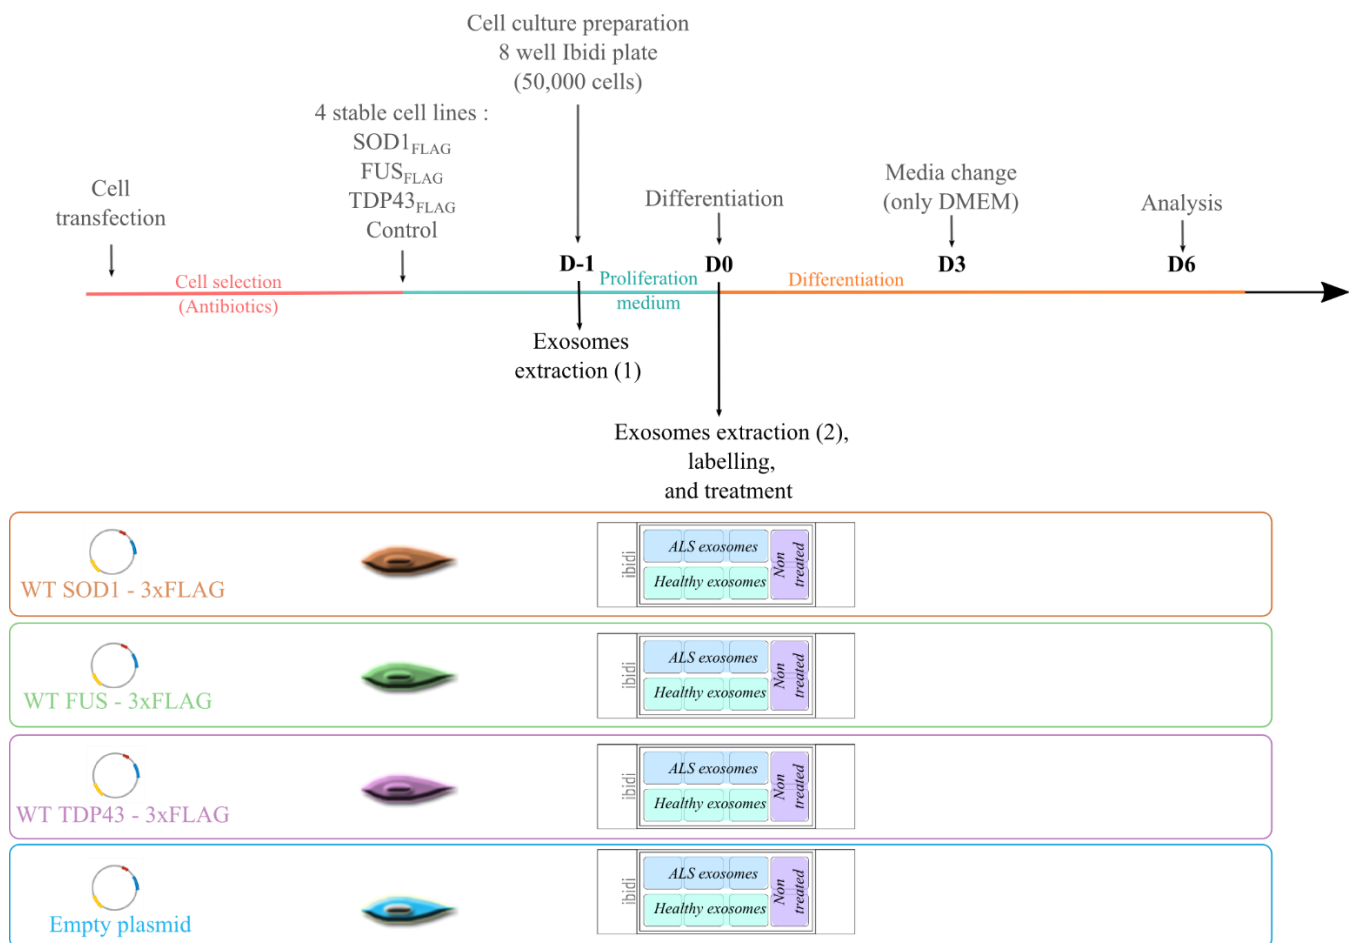 Cell culture preparation
8 well Ibidi plate
(50,000 cells)
4 stable cell lines :
SOD1FLAG
FUSFLAG
TDP43FLAG
Control
Cell
transfection
Differentiation
Media change
(only DMEM)
Analysis
D-1
D0
D3
D6
Cell selection
(Antibiotics)
Proliferation
medium
Differentiation
Exosomes
extraction (1)
Exosomes extraction (2),
labelling,
and treatment
WT SOD1 - 3xFLAG
ibidi
ALS exosomes
Healthy exosomes
Non
treated
WT FUS - 3xFLAG
ibidi
ALS exosomes
Healthy exosomes
Non
treated
WT TDP43 - 3xFLAG
ibidi
ALS exosomes
Healthy exosomes
Non
treated
Empty plasmid
ibidi
ALS exosomes
Healthy exosomes
Non
treated